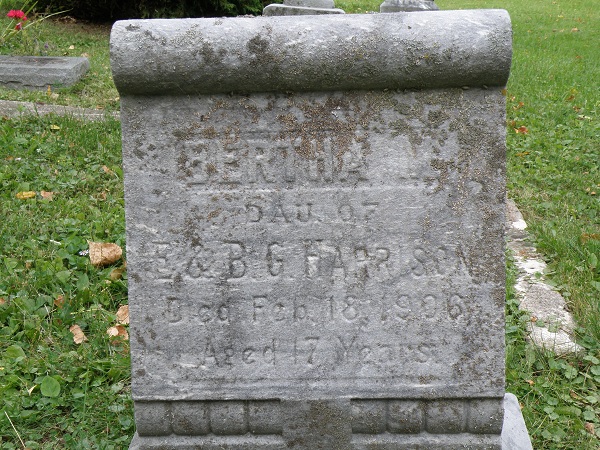 BERTHA L.
DAU. OF
E & B.G. HARRISON
Died Feb. 18, 1906
Aged 17 Years